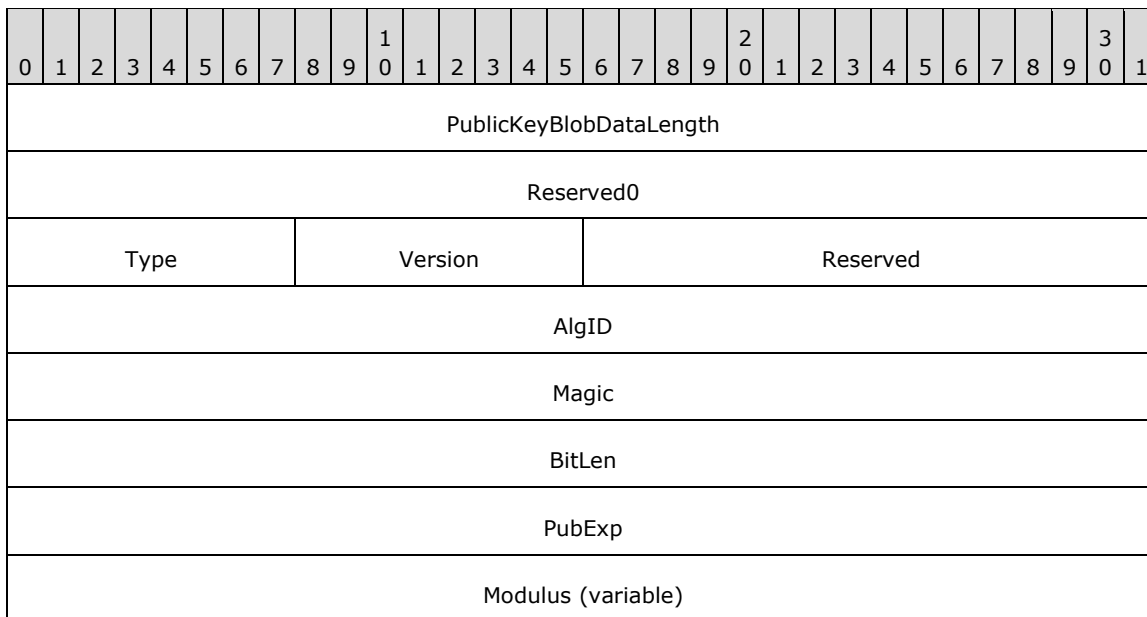 1 2 3
0 1 2 3 4 5 6 7 8 9 0 1 2 3 4 5 6 7 8 9 0 1 2 3 4 5 6 7 8 9 0 1
PublicKeyBlobDataLength
Reserved0
Type Version Reserved
AlgID
Magic
BitLen
PubExp
Modulus (variable)